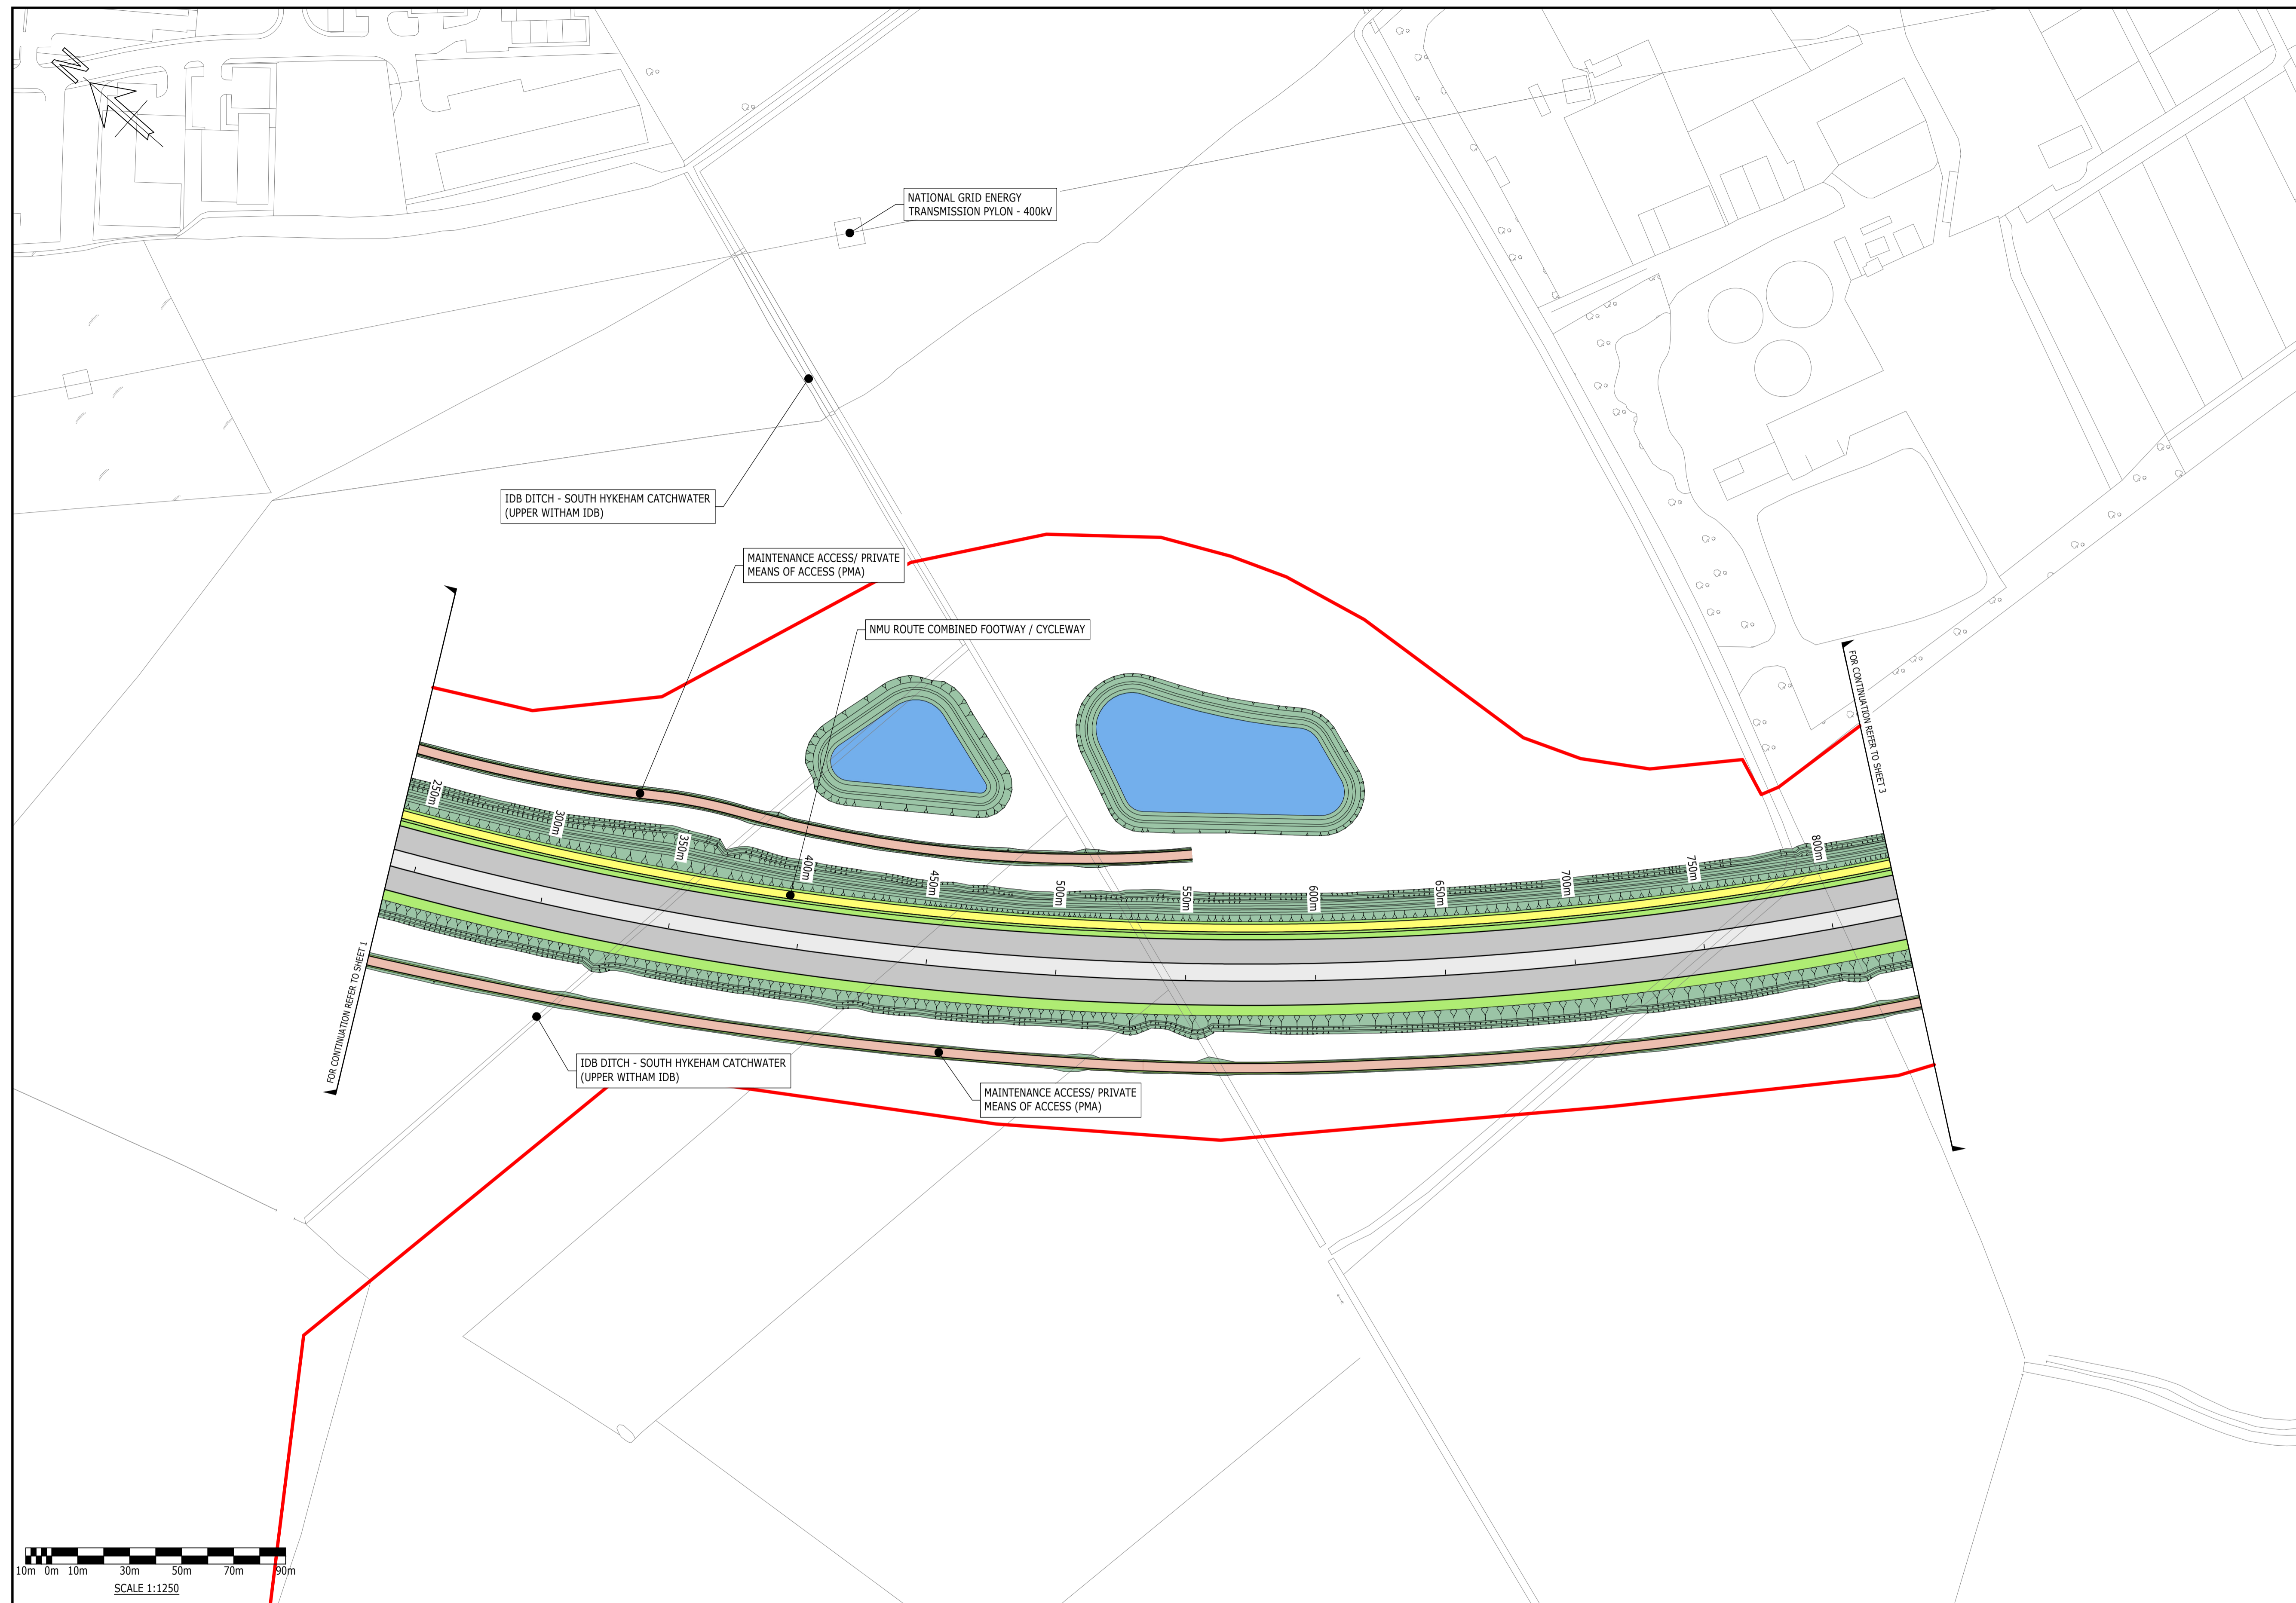 N
NATIONAL GRID ENERGY
TRANSMISSION PYLON - 400kV
IDB DITCH - SOUTH HYKEHAM CATCHWATER
(UPPER WITHAM IDB)
MAINTENANCE ACCESS/ PRIVATE
MEANS OF ACCESS (PMA)
NMU ROUTE COMBINED FOOTWAY / CYCLEWAY
FOR CONTINUATION REFER TO SHEET 3
250m
300m
350m
400m
450m
500m
550m
600m
650m
700m
750m
800m
FOR CONTINUATION REFER TO SHEET 1
IDB DITCH - SOUTH HYKEHAM CATCHWATER
(UPPER WITHAM IDB)
MAINTENANCE ACCESS/ PRIVATE
MEANS OF ACCESS (PMA)
10m 0m 10m 30m 50m 70m 90m
SCALE 1:1250